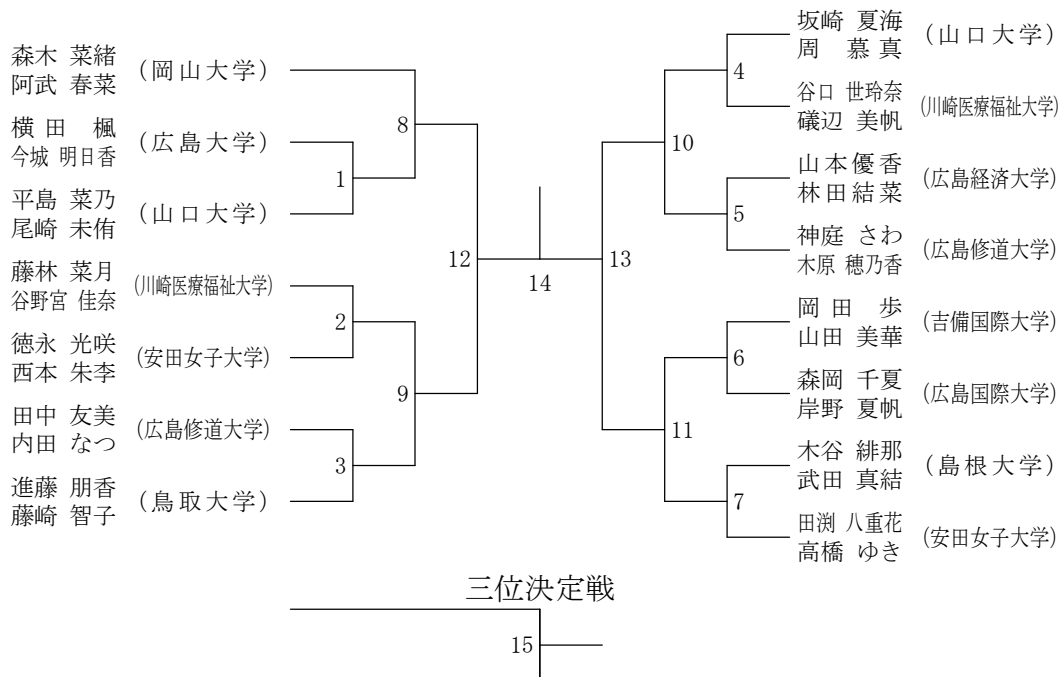 森木 菜緒
阿武 春菜
(岡山大学)
横田 楓
今城 明日香
(広島大学)
平島 菜乃
尾崎 未侑
(山口大学)
藤林 菜月
谷野宮 佳奈
(川崎医療福祉大学)
徳永 光咲
西本 朱李
(安田女子大学)
田中 友美
内田 なつ
(広島修道大学)
進藤 朋香
藤崎 智子
(鳥取大学)
8
1
12
2
9
3
14
13
10
4
5
11
6
7
坂崎 夏海
周 慕真
(山口大学)
谷口 世玲奈
磯辺 美帆
(川崎医療福祉大学)
山本優香
林田結菜
(広島経済大学)
神庭 さわ
木原 穂乃香
(広島修道大学)
岡田 歩
山田 美華
(吉備国際大学)
森岡 千夏
岸野 夏帆
(広島国際大学)
木谷 緋那
武田 真結
(島根大学)
田渕 八重花
高橋 ゆき
(安田女子大学)
三位決定戦
15